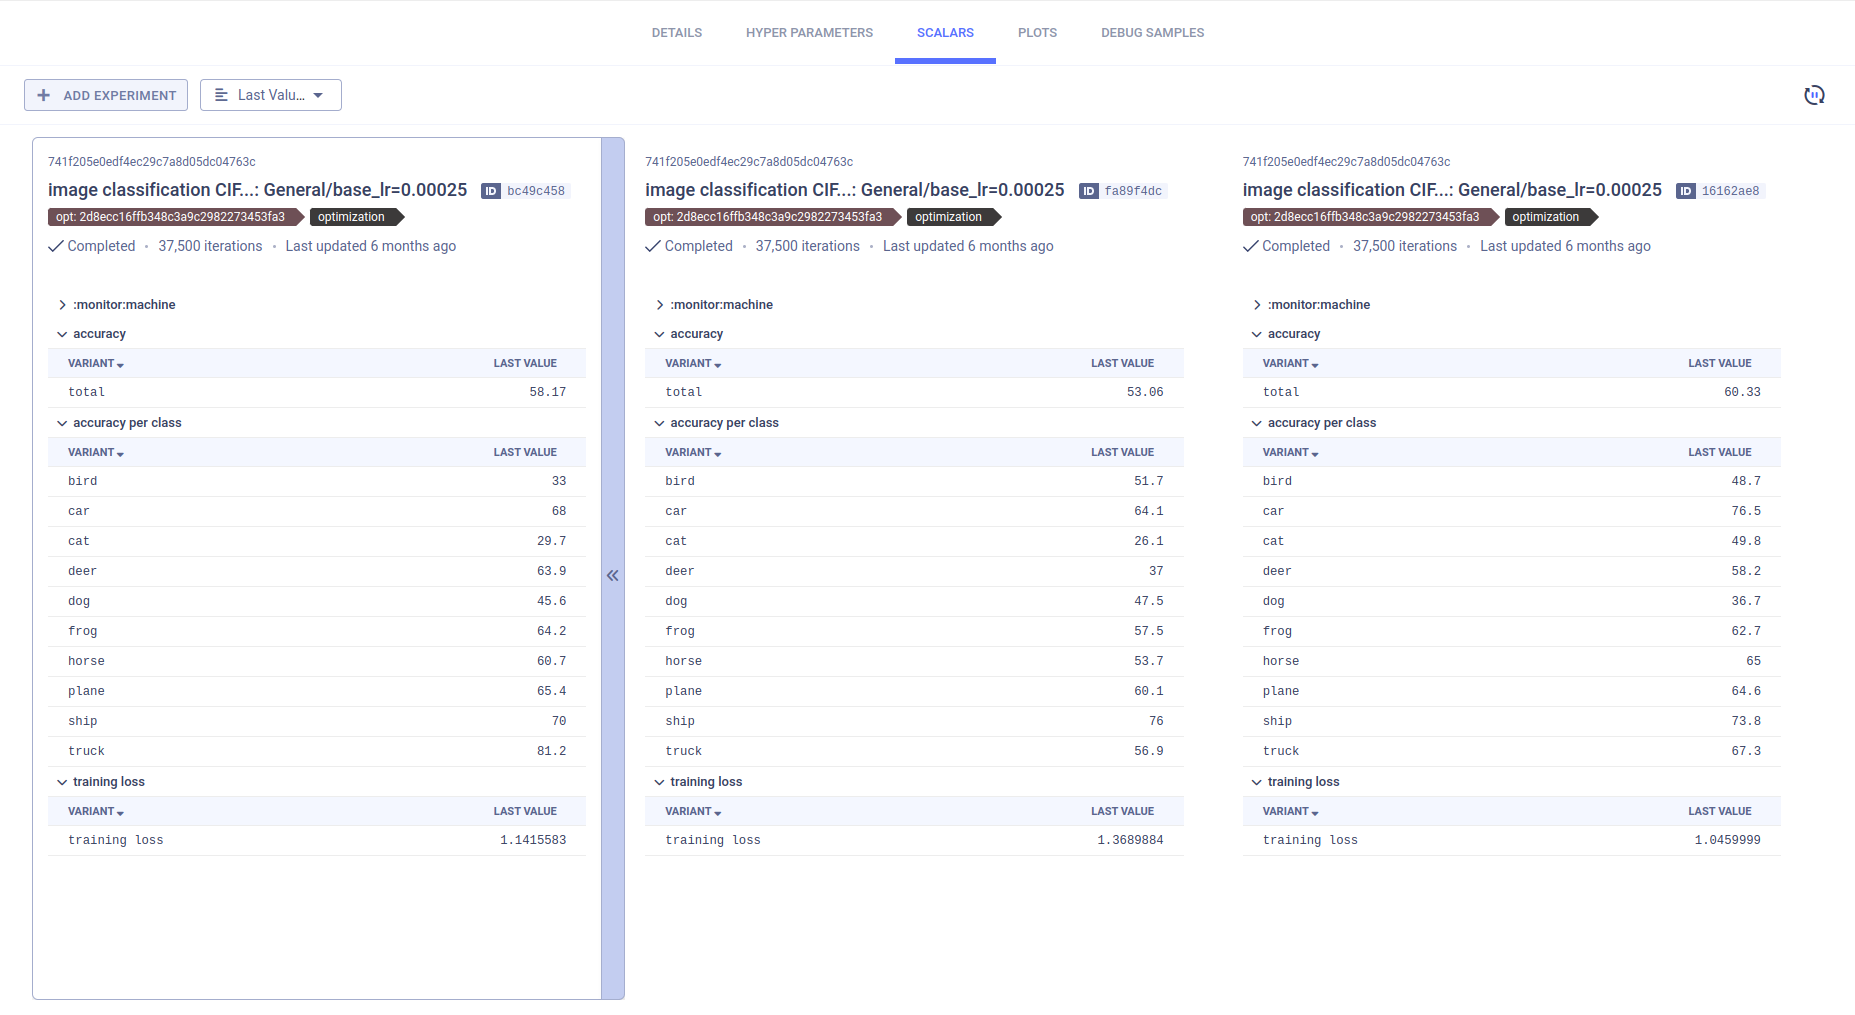 DETAILS HYPER PARAMETERS SCALARS PLOTS DEBUG SAMPLES
ADD EXPERIMENT Last Valu...
741f205e0edf4ec29c7a8d05dc04763c
image classification CIF...: General/base_lr=0.00025 ID bc49c458
opt: 2d8ecc16ffb348c3a9c2982273453fa3 optimization
Completed • 37,500 iterations • Last updated 6 months ago
:monitor:machine
accuracy
VARIANT LAST VALUE
total 58.17
accuracy per class
VARIANT LAST VALUE
bird 33
car 68
cat 29.7
deer 63.9
dog 45.6
frog 64.2
horse 60.7
plane 65.4
ship 70
truck 81.2
training loss
VARIANT LAST VALUE
training loss 1.1415583
741f205e0edf4ec29c7a8d05dc04763c
image classification CIF...: General/base_lr=0.00025 ID fa89f4dc
opt: 2d8ecc16ffb348c3a9c2982273453fa3 optimization
Completed • 37,500 iterations • Last updated 6 months ago
:monitor:machine
accuracy
VARIANT LAST VALUE
total 53.06
accuracy per class
VARIANT LAST VALUE
bird 51.7
car 64.1
cat 26.1
deer 37
dog 47.5
frog 57.5
horse 53.7
plane 60.1
ship 76
truck 56.9
training loss
VARIANT LAST VALUE
training loss 1.3689884
741f205e0edf4ec29c7a8d05dc04763c
image classification CIF...: General/base_lr=0.00025 ID 16162ae8
opt: 2d8ecc16ffb348c3a9c2982273453fa3 optimization
Completed • 37,500 iterations • Last updated 6 months ago
:monitor:machine
accuracy
VARIANT LAST VALUE
total 60.33
accuracy per class
VARIANT LAST VALUE
bird 48.7
car 76.5
cat 49.8
deer 58.2
dog 36.7
frog 62.7
horse 65
plane 64.6
ship 73.8
truck 67.3
training loss
VARIANT LAST VALUE
training loss 1.0459999